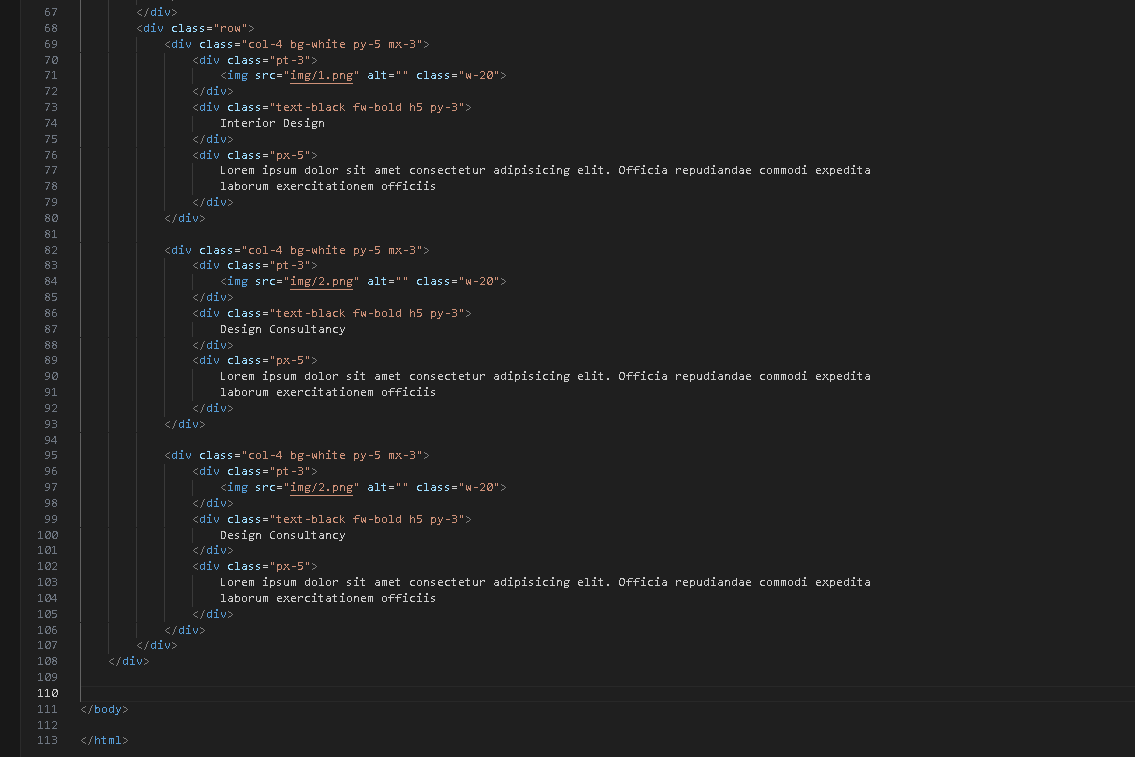 67 </div>
68 <div class="row">
69 <div class="col-4 bg-white py-5 mx-3">
70 <div class="pt-3">
71 <img src="img/1.png" alt="" class="w-20">
72 </div>
73 <div class="text-black fw-bold h5 py-3">
74 Interior Design
75 </div>
76 <div class="px-5">
77 Lorem ipsum dolor sit amet consectetur adipisicing elit. Officia repudiandae commodi expedita
78 laborum exercitationem officiis
79 </div>
80 </div>
81
82 <div class="col-4 bg-white py-5 mx-3">
83 <div class="pt-3">
84 <img src="img/2.png" alt="" class="w-20">
85 </div>
86 <div class="text-black fw-bold h5 py-3">
87 Design Consultancy
88 </div>
89 <div class="px-5">
90 Lorem ipsum dolor sit amet consectetur adipisicing elit. Officia repudiandae commodi expedita
91 laborum exercitationem officiis
92 </div>
93 </div>
94
95 <div class="col-4 bg-white py-5 mx-3">
96 <div class="pt-3">
97 <img src="img/2.png" alt="" class="w-20">
98 </div>
99 <div class="text-black fw-bold h5 py-3">
100 Design Consultancy
101 </div>
102 <div class="px-5">
103 Lorem ipsum dolor sit amet consectetur adipisicing elit. Officia repudiandae commodi expedita
104 laborum exercitationem officiis
105 </div>
106 </div>
107 </div>
108 </div>
109
110
111 </body>
112
113 </html>